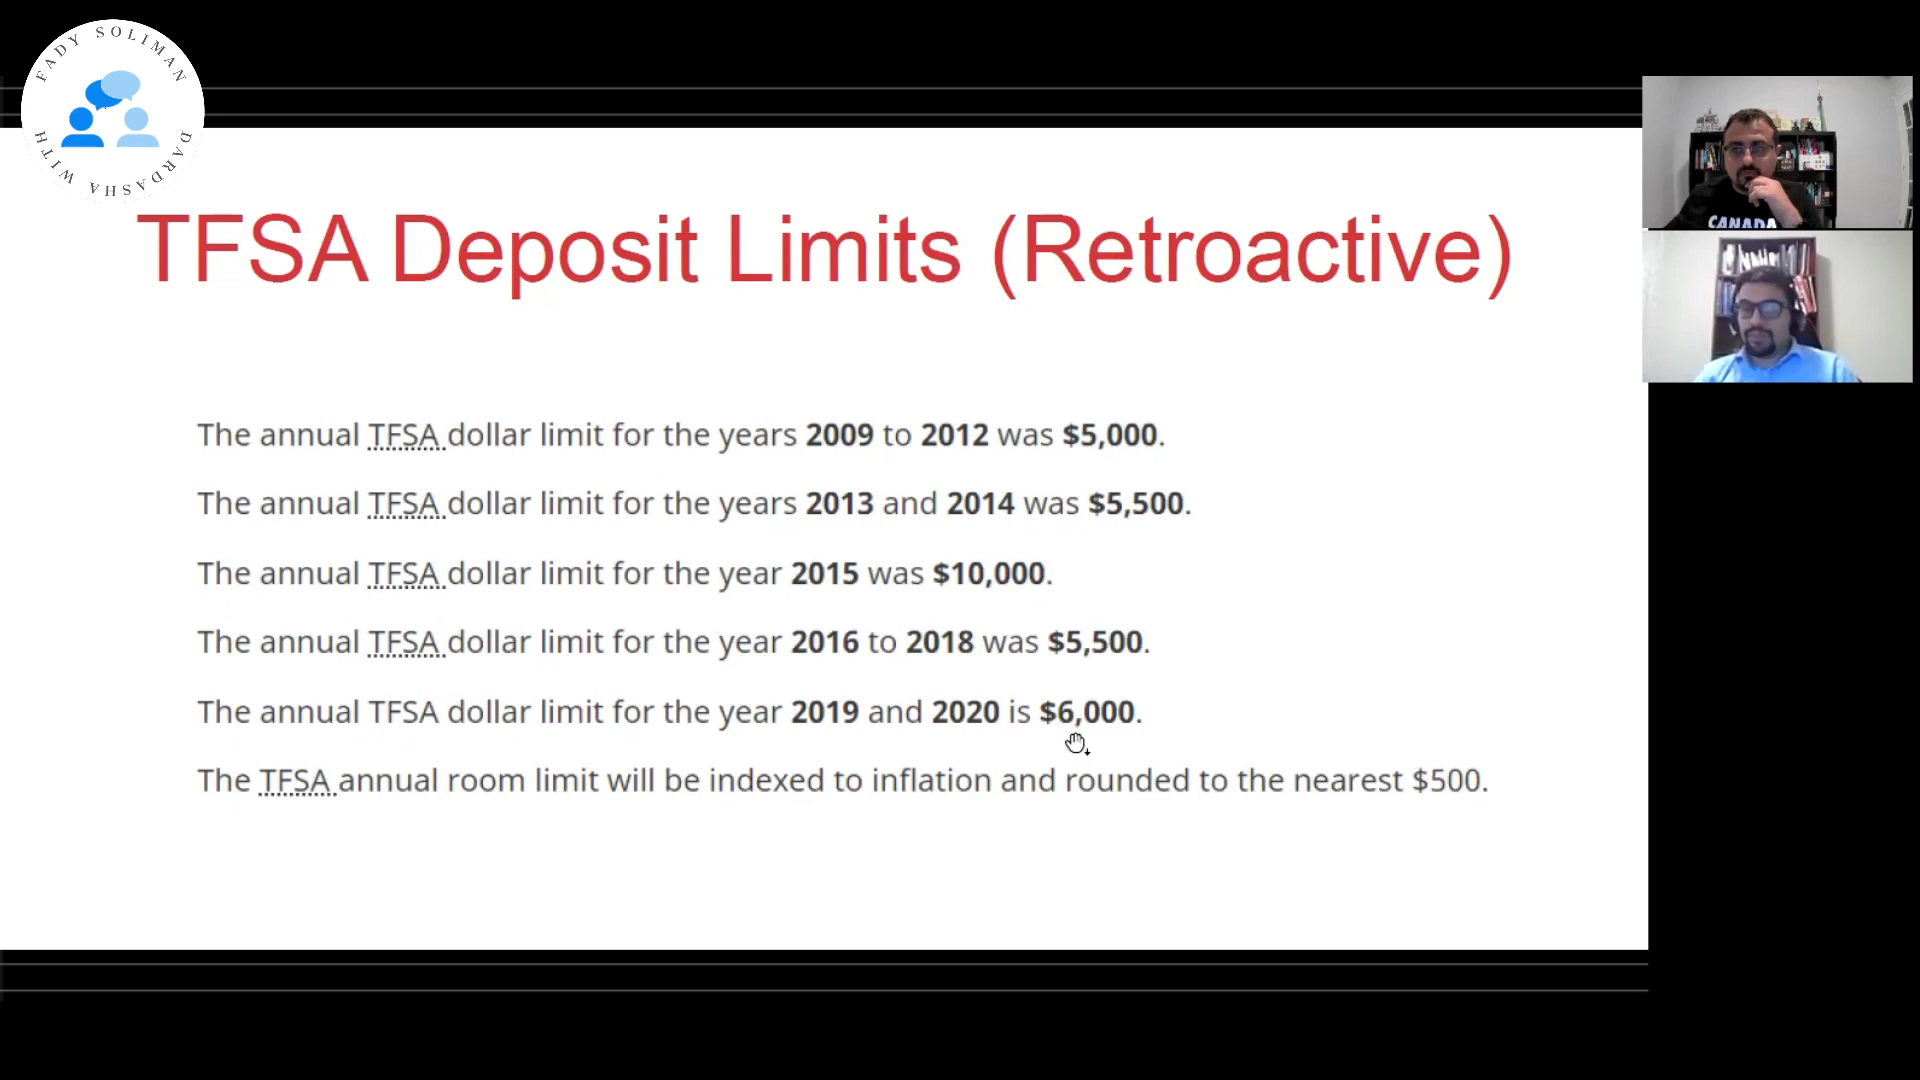 DARDASHA WITH FADY SOLIMAN
TFSA Deposit Limits (Retroactive)
The annual TFSA dollar limit for the years 2009 to 2012 was $5,000.
The annual TFSA dollar limit for the years 2013 and 2014 was $5,500.
The annual TFSA dollar limit for the year 2015 was $10,000.
The annual TFSA dollar limit for the year 2016 to 2018 was $5,500.
The annual TFSA dollar limit for the year 2019 and 2020 is $6,000.
The TFSA annual room limit will be indexed to inflation and rounded to the nearest $500.
CANADA